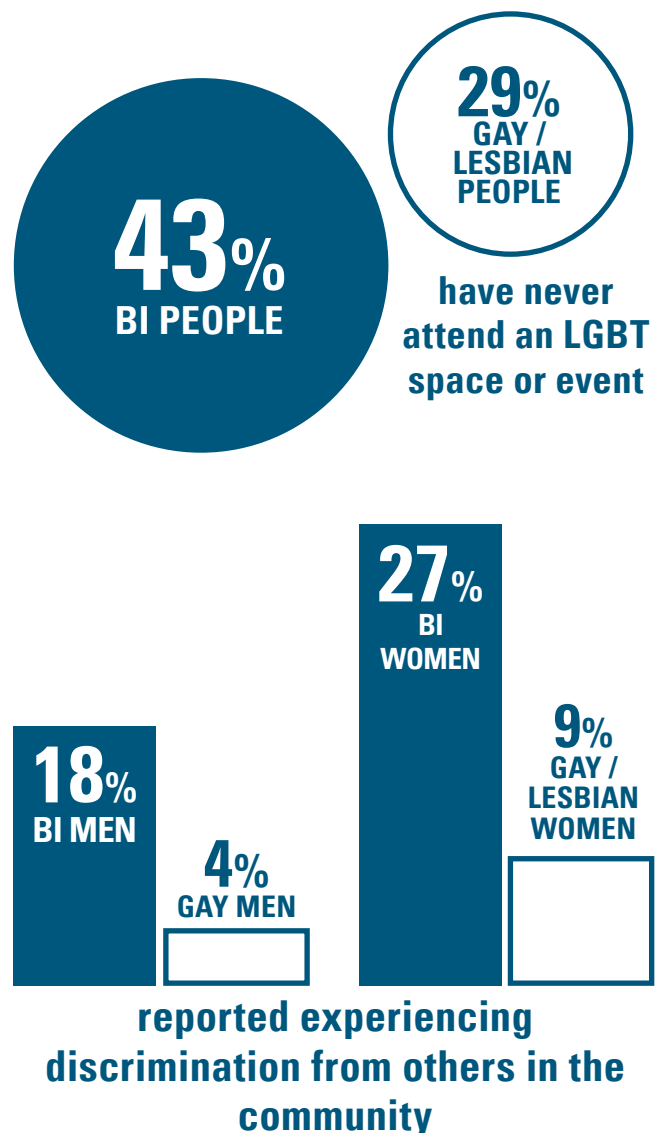 43%
BI PEOPLE
29%
GAY /
LESBIAN
PEOPLE
have never
attend an LGBT
space or event
18%
BI MEN
4%
GAY MEN
27%
BI
WOMEN
9%
GAY /
LESBIAN
WOMEN
reported experiencing
discrimination from others in the
community